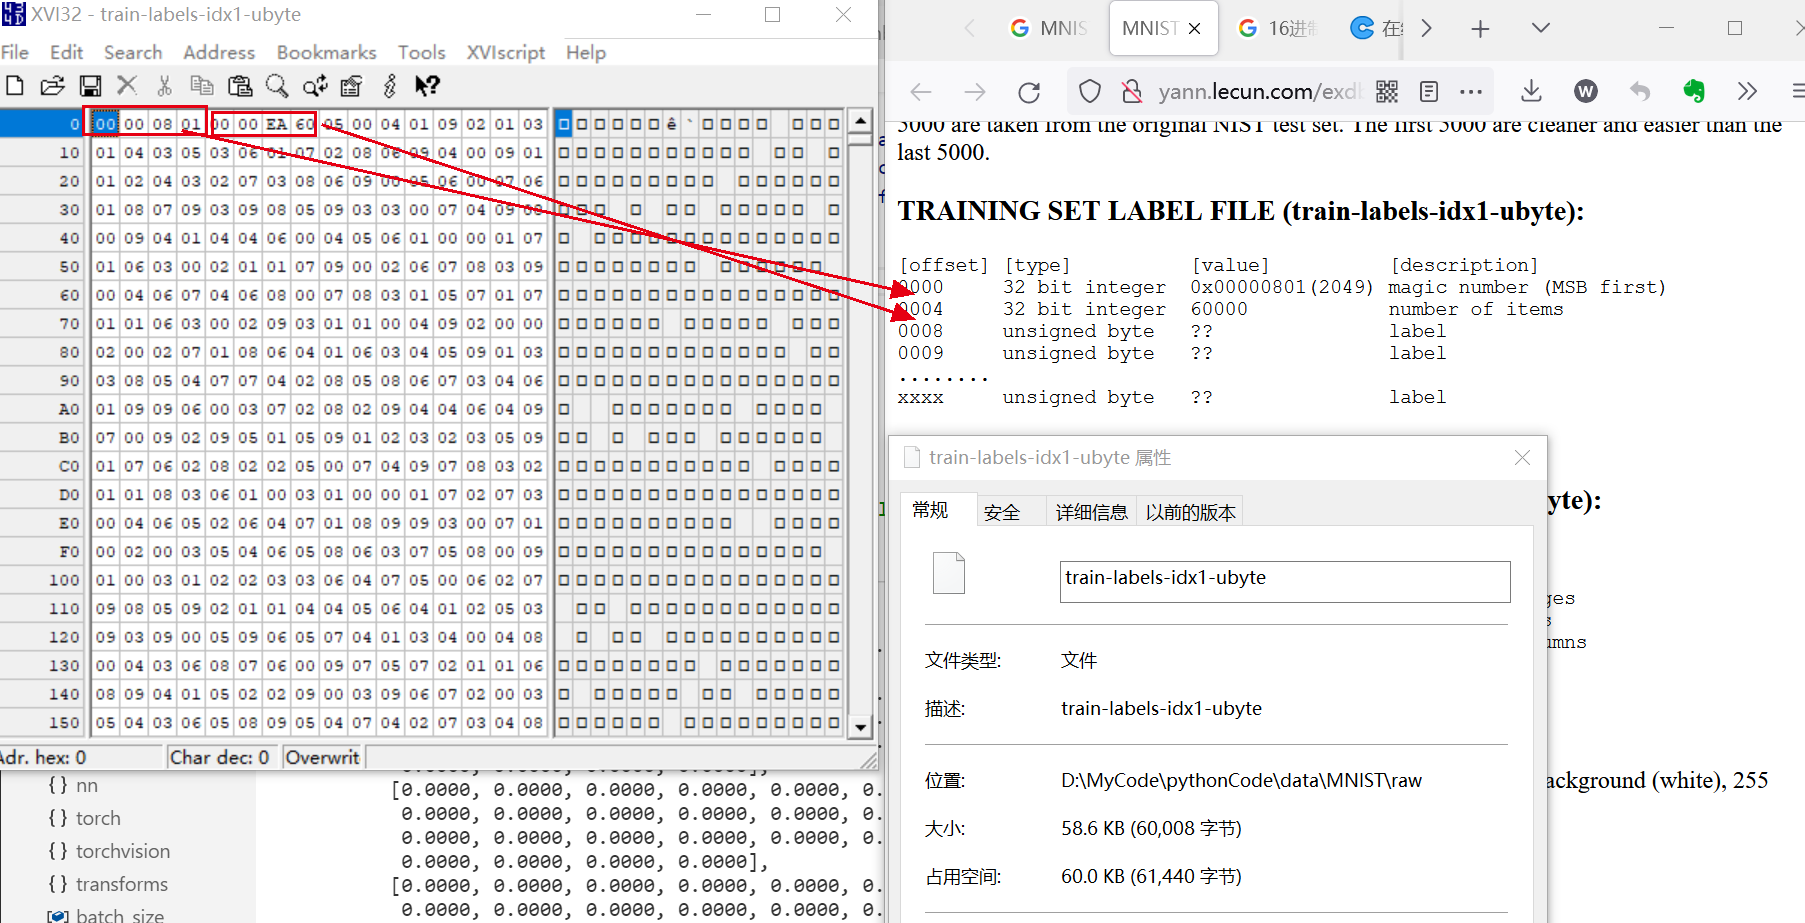 XVI32 - train-labels-idx1-ubyte
File Edit Search Address Bookmarks Tools XVIscript Help
0 00 00 08 01 00 00 EA 60 05 00 04 01 09 02 01 03
10 01 04 03 05 03 06 01 07 02 08 06 09 04 00 09 01
20 01 02 04 03 02 07 03 08 06 09 00 05 06 00 07 06
30 01 08 07 09 03 09 08 05 09 03 03 00 07 04 09 08
40 00 09 04 01 04 04 06 00 04 05 06 01 00 00 01 07
50 01 06 03 00 02 01 01 07 09 00 02 06 07 08 03 09
60 00 04 06 07 04 06 08 00 07 08 03 01 05 07 01 07
70 01 01 06 03 00 02 09 03 01 01 00 04 09 02 00 00
80 02 00 02 07 01 08 06 04 01 06 03 04 05 09 01 03
90 03 08 05 04 07 07 04 02 08 05 08 06 07 03 04 06
A0 01 09 09 06 00 03 07 02 08 02 09 04 04 06 04 09
B0 07 00 09 02 09 05 01 05 09 01 02 03 02 03 05 09
C0 01 07 06 02 08 02 02 05 00 07 04 09 07 08 03 02
D0 01 01 08 03 06 01 00 03 01 00 00 01 07 02 07 03
E0 00 04 06 05 02 06 04 07 01 08 09 09 03 00 07 01
F0 00 02 00 03 05 04 06 05 08 06 03 07 05 08 00 09
100 01 00 03 01 02 02 03 03 06 04 07 05 00 06 02 07
110 09 08 05 09 02 01 01 04 04 05 06 04 01 02 05 03
120 09 03 09 00 05 09 06 05 07 04 01 03 04 00 04 08
130 00 04 03 06 08 07 06 00 09 07 05 07 02 01 01 06
140 08 09 04 01 05 02 02 09 00 03 09 06 07 02 00 03
150 05 04 03 06 05 08 09 05 04 07 04 02 07 03 04 08
Adr. hex: 0 Char dec: 0 Overwrit
{} nn
{} torch
{} torchvision
{} transforms
batch_size
[0.0000, 0.0000, 0.0000, 0.0000, 0.0000, 0.
0.0000, 0.0000, 0.0000, 0.0000, 0.0000, 0.
0.0000, 0.0000, 0.0000, 0.0000, 0.0000, 0.
0.0000, 0.0000, 0.0000, 0.0000],
[0.0000, 0.0000, 0.0000, 0.0000, 0.0000, 0.
0.0000, 0.0000, 0.0000, 0.0000, 0.0000, 0.
MNIS MNIST 16进制 在
yann.lecun.com/exdb
5000 are taken from the original NIST test set. The first 5000 are cleaner and easier than the
last 5000.
TRAINING SET LABEL FILE (train-labels-idx1-ubyte):
[offset] [type] [value] [description]
0000 32 bit integer 0x00000801(2049) magic number (MSB first)
0004 32 bit integer 60000 number of items
0008 unsigned byte ?? label
0009 unsigned byte ?? label
........
xxxx unsigned byte ?? label
train-labels-idx1-ubyte 属性
常规 安全 详细信息 以前的版本
train-labels-idx1-ubyte
文件类型: 文件
描述: train-labels-idx1-ubyte
位置: D:\MyCode\pythonCode\data\MNIST\raw
大小: 58.6 KB (60,008 字节)
占用空间: 60.0 KB (61,440 字节)
yte):
ges
s
umns
ackground (white), 255